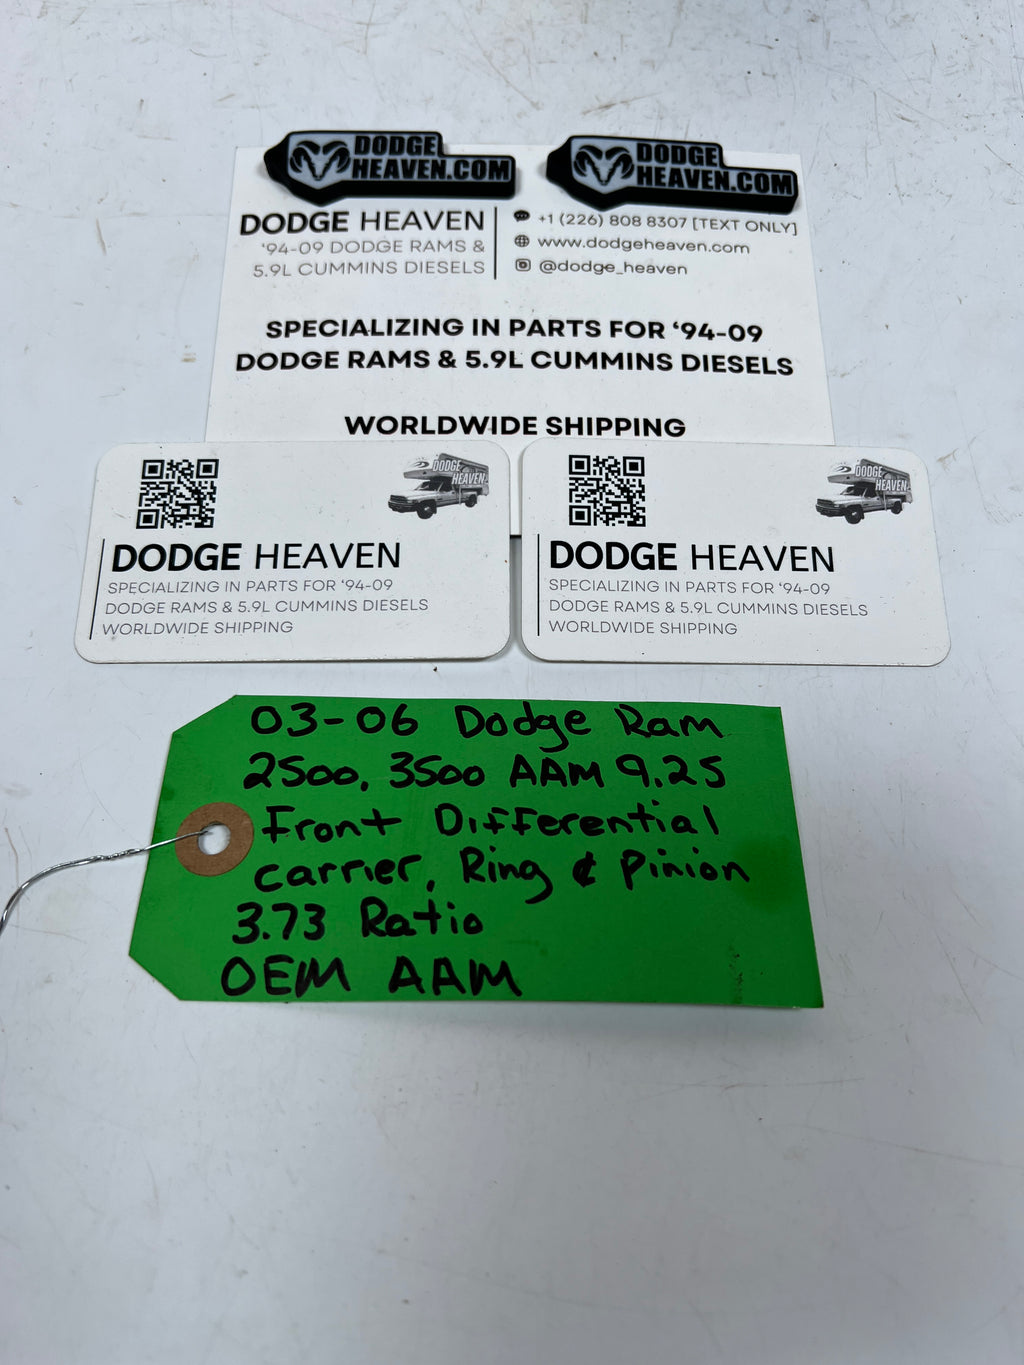 DODGE
HEAVEN.COM
DODGE
HEAVEN.COM
DODGE HEAVEN
'94-09 DODGE RAMS &
5.9L CUMMINS DIESELS
+1 (226) 808 8307 [TEXT ONLY]
www.dodgeheaven.com
@dodge_heaven
SPECIALIZING IN PARTS FOR '94-09
DODGE RAMS & 5.9L CUMMINS DIESELS
WORLDWIDE SHIPPING
DODGE
HEAVEN
DODGE HEAVEN
SPECIALIZING IN PARTS FOR '94-09
DODGE RAMS & 5.9L CUMMINS DIESELS
WORLDWIDE SHIPPING
DODGE
HEAVEN
DODGE HEAVEN
SPECIALIZING IN PARTS FOR '94-09
DODGE RAMS & 5.9L CUMMINS DIESELS
WORLDWIDE SHIPPING
03-06 Dodge Ram
2500, 3500 AAM 9.25
Front Differential
carrier, Ring & Pinion
3.73 Ratio
OEM AAM